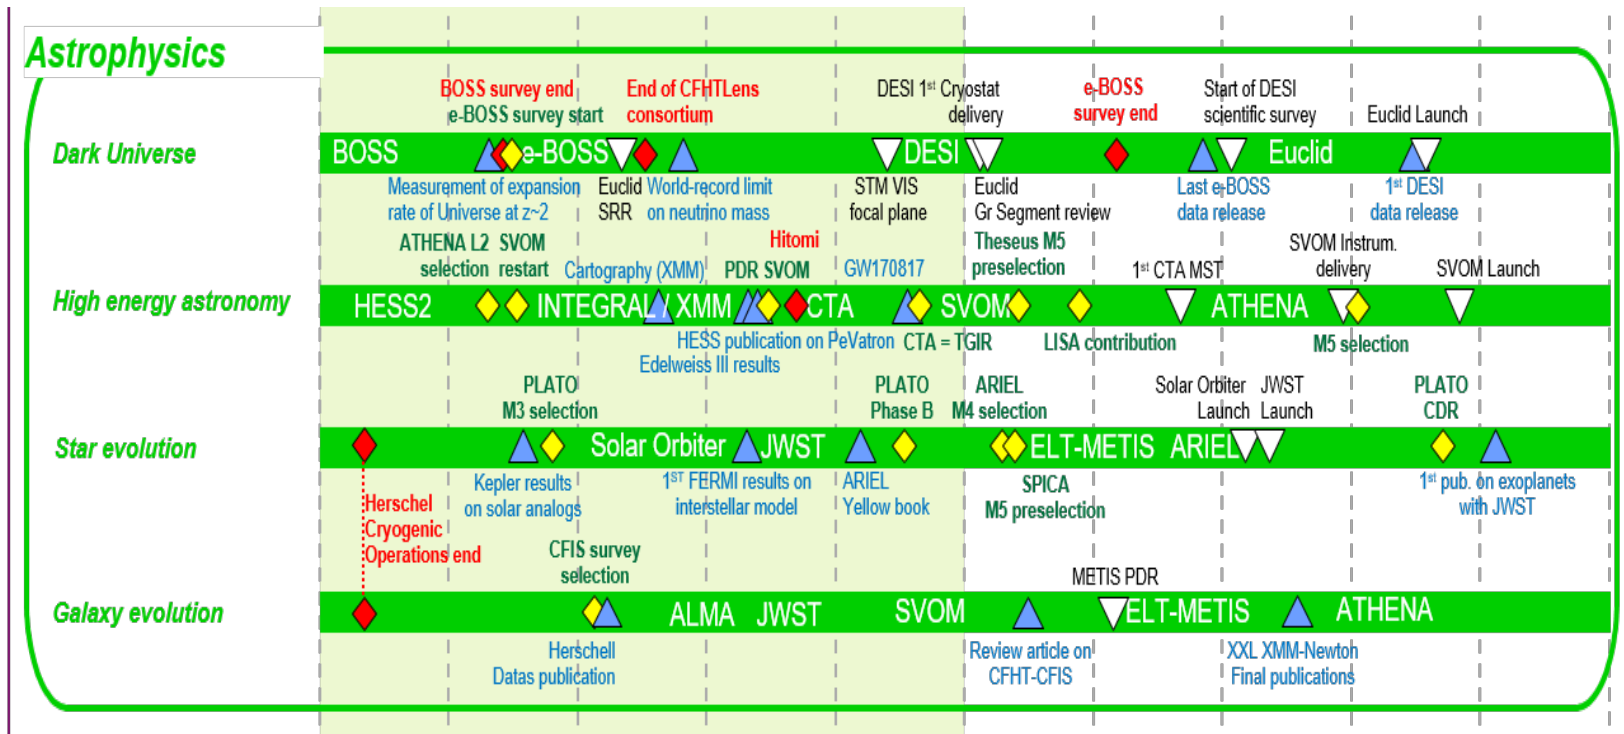 Astrophysics
BOSS survey end
e-BOSS survey start
End of CFHTLens
consortium
DESI 1st Cryostat
delivery
e-BOSS
survey end
Start of DESI
scientific survey
Euclid Launch
Dark Universe
BOSS
e-BOSS
DESI
Euclid
Measurement of expansion
rate of Universe at z~2
Euclid
SRR
World-record limit
on neutrino mass
STM VIS
focal plane
Euclid
Gr Segment review
Last e-BOSS
data release
1st DESI
data release
ATHENA L2
selection
SVOM
restart
Cartography (XMM)
Hitomi
PDR SVOM
GW170817
Theseus M5
preselection
1st CTA MST
SVOM Instrum.
delivery
SVOM Launch
High energy astronomy
HESS2
INTEGRAL / XMM
CTA
SVOM
ATHENA
HESS publication on PeVatron
Edelweiss III results
CTA = TGIR
LISA contribution
M5 selection
PLATO
M3 selection
PLATO
Phase B
ARIEL
M4 selection
Solar Orbiter
Launch
JWST
Launch
PLATO
CDR
Star evolution
Solar Orbiter
JWST
ELT-METIS
ARIEL
Kepler results
on solar analogs
1ST FERMI results on
interstellar model
ARIEL
Yellow book
SPICA
M5 preselection
1st pub. on exoplanets
with JWST
Herschel
Cryogenic
Operations end
CFIS survey
selection
METIS PDR
Galaxy evolution
ALMA
JWST
SVOM
ELT-METIS
ATHENA
Herschell
Datas publication
Review article on
CFHT-CFIS
XXL XMM-Newton
Final publications